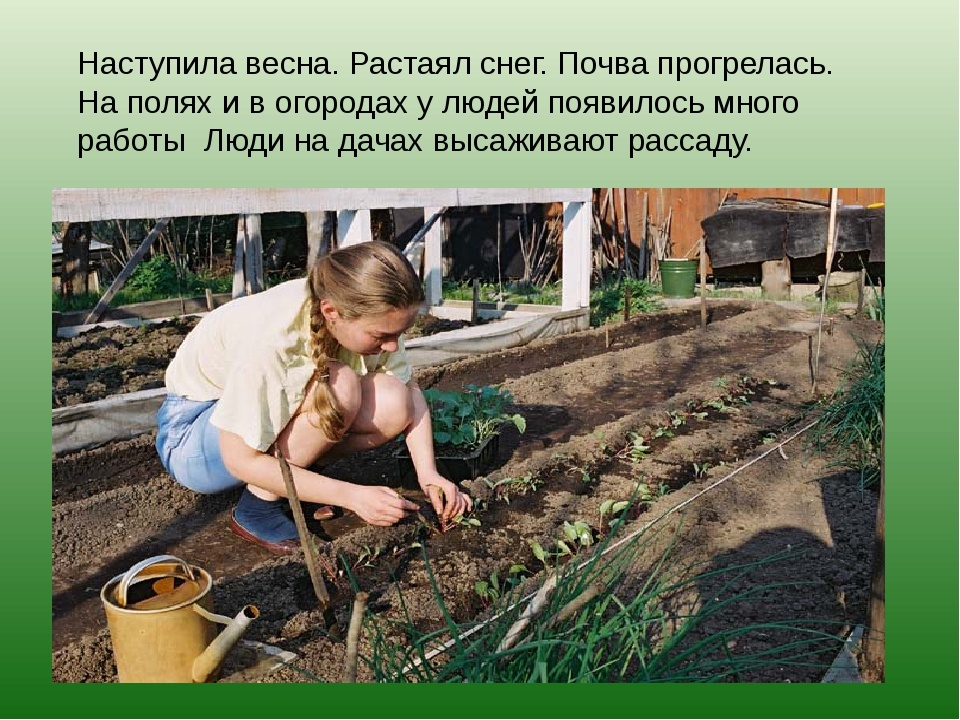 Наступила весна. Растаял снег. Почва прогрелась.
На полях и в огородах у людей появилось много
работы  Люди на дачах высаживают рассаду.